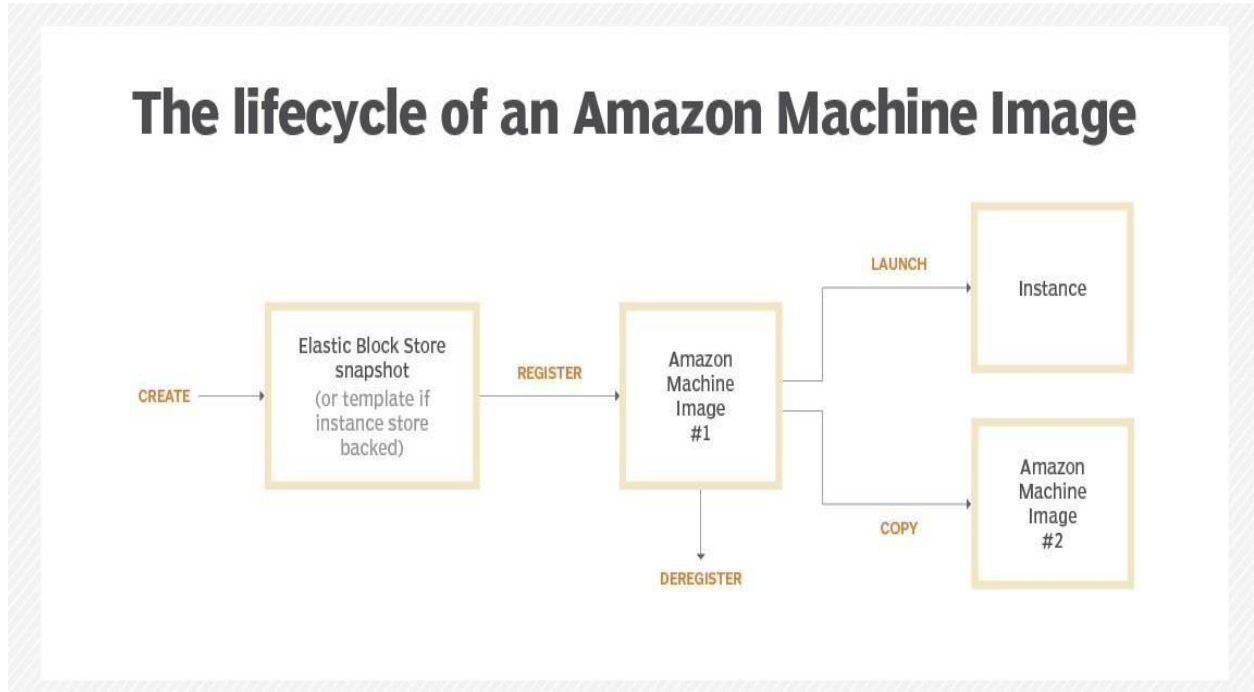 The lifecycle of an Amazon Machine Image
CREATE
Elastic Block Store
snapshot
(or template if
instance store
backed)
REGISTER
Amazon
Machine
Image
#1
DEREGISTER
LAUNCH
Instance
COPY
Amazon
Machine
Image
#2